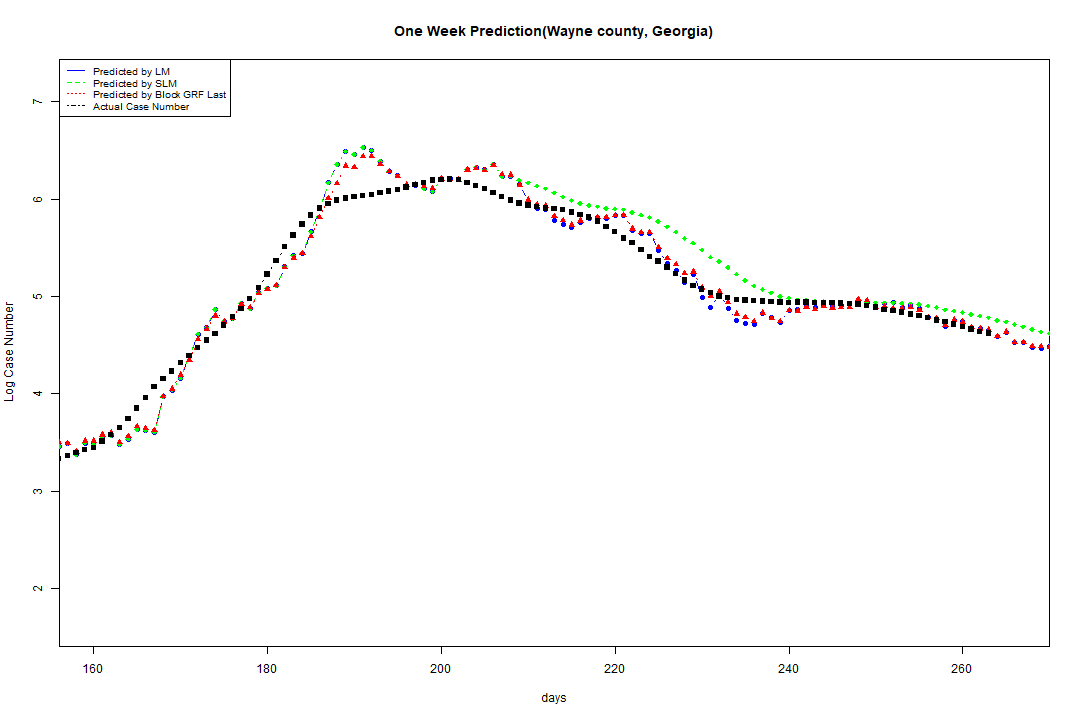 One Week Prediction(Wayne county, Georgia)
Predicted by LM
Predicted by SLM
Predicted by Block GRF Last
Actual Case Number
7
6
5
4
3
2
Log Case Number
160 180 200 220 240 260
days